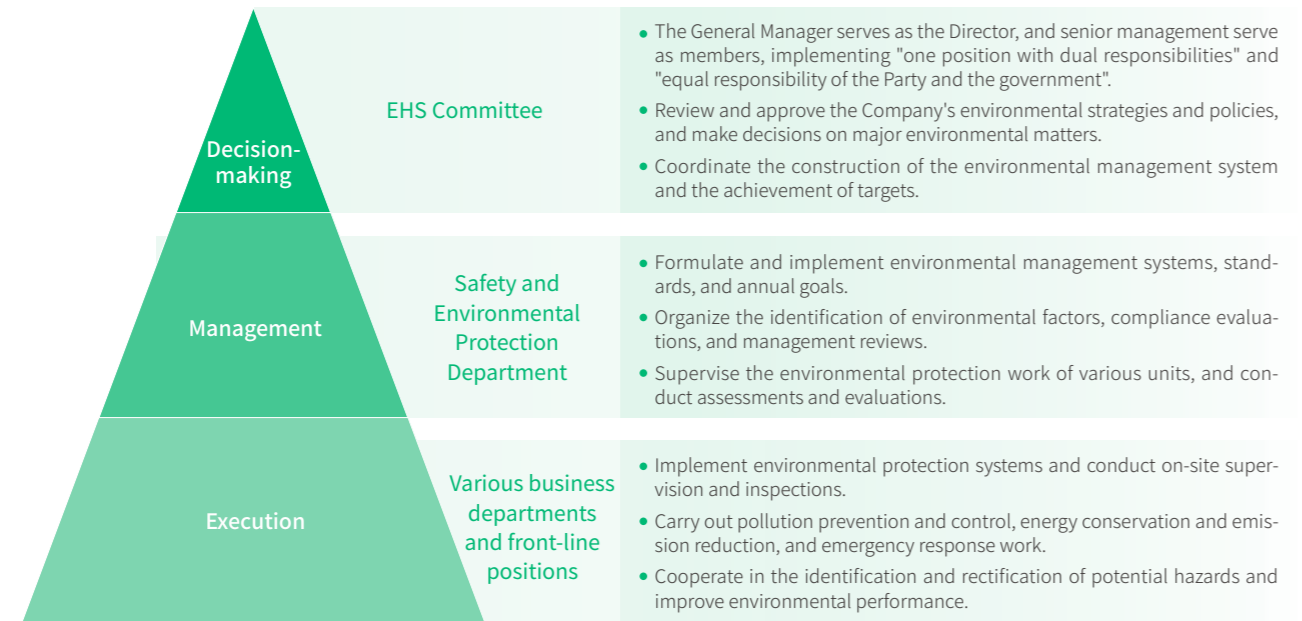 Decision-
making
EHS Committee
• The General Manager serves as the Director, and senior management serve
as members, implementing "one position with dual responsibilities" and
"equal responsibility of the Party and the government".
• Review and approve the Company's environmental strategies and policies,
and make decisions on major environmental matters.
• Coordinate the construction of the environmental management system
and the achievement of targets.
Management
Safety and
Environmental
Protection
Department
• Formulate and implement environmental management systems, stand-
ards, and annual goals.
• Organize the identification of environmental factors, compliance evalua-
tions, and management reviews.
• Supervise the environmental protection work of various units, and con-
duct assessments and evaluations.
Execution
Various business
departments
and front-line
positions
• Implement environmental protection systems and conduct on-site super-
vision and inspections.
• Carry out pollution prevention and control, energy conservation and emis-
sion reduction, and emergency response work.
• Cooperate in the identification and rectification of potential hazards and
improve environmental performance.